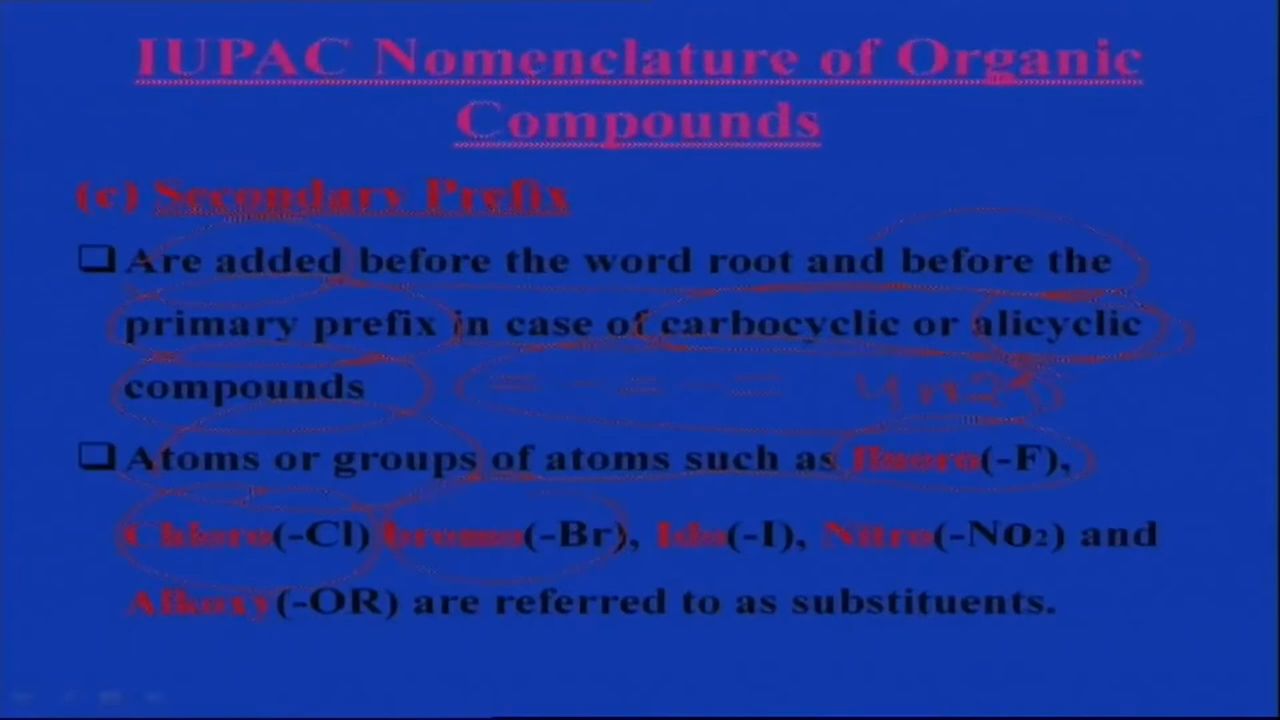 IUPAC Nomenclature of Organic
Compounds
(c) Secondary Prefix
❑ Are added before the word root and before the
primary prefix in case of carbocyclic or alicyclic
compounds
❑ Atoms or groups of atoms such as fluoro(-F),
Chloro(-Cl) bromo(-Br), Ido(-I), Nitro(-NO2) and
Alkoxy(-OR) are referred to as substituents.